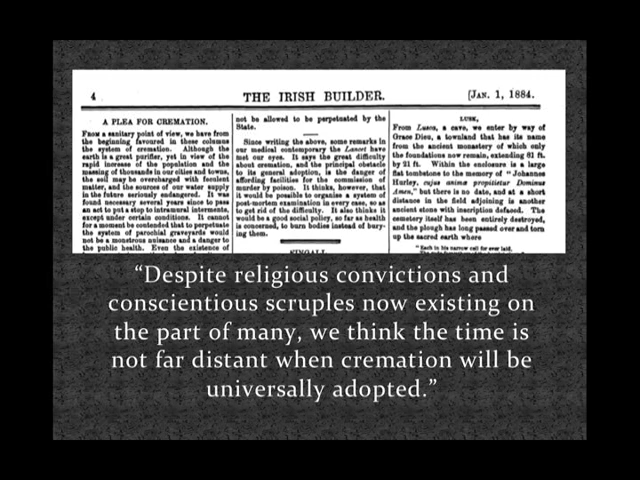 4
THE IRISH BUILDER.
[JAN. 1, 1884.
A PLEA FOR CREMATION.
FROM a sanitary point of view, we have from
the beginning favoured in these columns
the system of cremation. Although the
earth is a great purifier, yet in view of the
rapid increase of the population and the
massing of thousands in our cities and towns,
the soil may be overcharged with feculent
matter, and the sources of our water supply
in the future seriously endangered. It was
found necessary several years since to pass
an act to put a stop to intramural interments,
except under certain conditions. It cannot
for a moment be contended that to perpetuate
the system of parochial graveyards would
not be a monstrous nuisance and a danger to
the public health. Even the existence of
not be allowed to be perpetuated by the
State.
Since writing the above, some remarks in
our medical contemporary the Lancet have
met our eyes. It says the great difficulty
about cremation, and the principal obstacle
to its general adoption, is the danger of
affording facilities for the commission of
murder by poison. It thinks, however, that
it would be possible to organise a system of
post-mortem examination in every case, so as
to get rid of the difficulty. It also thinks it
would be a good social policy, so far as health
is concerned, to burn bodies instead of bury-
ing them.
LUSK.
From Lusca, a cave, we enter by way of
Grace Dieu, a townland that has its name
from the ancient monastery of which only
the foundations now remain, extending 61 ft.
by 21 ft. Within the enclosure is a large
flat tombstone to the memory of "Johannes
Hurley, cujus anima propitietur Dominus
Amen," but there is no date, and at a short
distance in the field adjoining is another
ancient stone with inscription defaced. The
cemetery itself has been entirely destroyed,
and the plough has long passed over and torn
up the sacred earth where
"Each in his narrow cell for ever laid,
“Despite religious convictions and
conscientious scruples now existing on
the part of many, we think the time is
not far distant when cremation will be
universally adopted.”